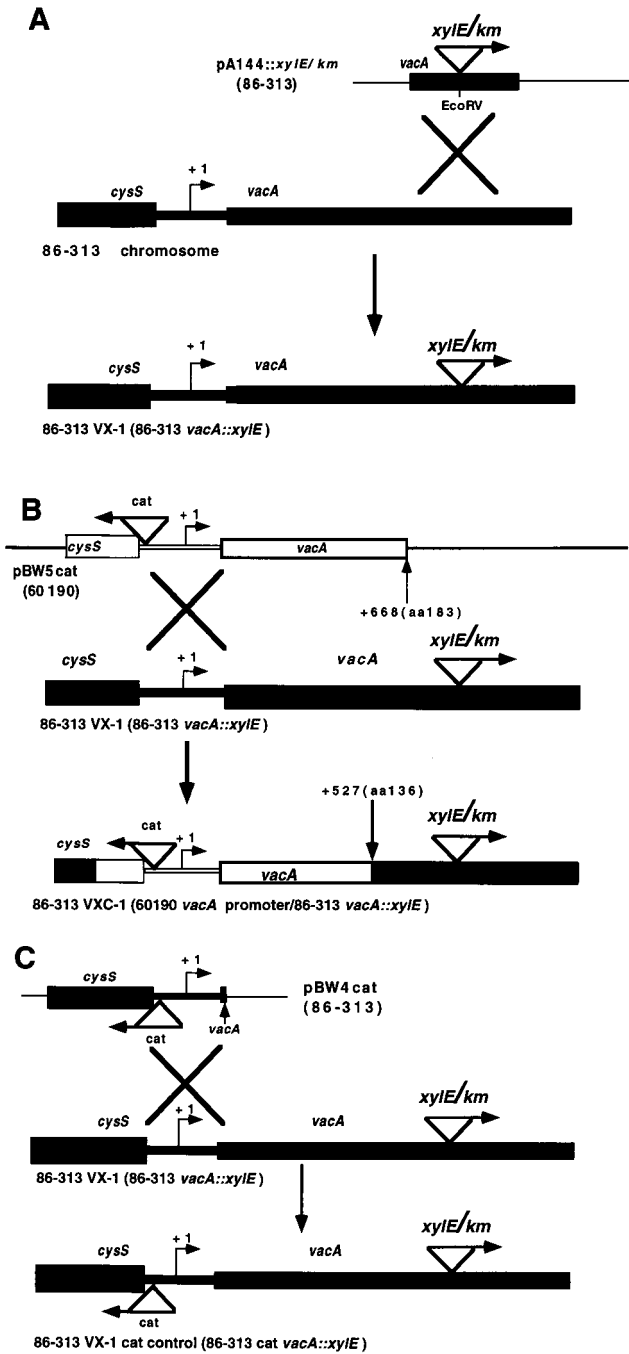 A
xylE/km
pA144::xylE/km
(86-313)
vacA
EcoRV
+ 1
cysS
vacA
86-313 chromosome
xylE/km
+ 1
cysS
vacA
86-313 VX-1 (86-313 vacA::xylE )
B
cat
+ 1
cysS
vacA
pBW5cat
(60190)
+668(aa183)
xylE/km
cysS
+ 1
vacA
86-313 VX-1 (86-313 vacA::xylE )
+527(aa136)
xylE/km
cat
cysS
+ 1
vacA
86-313 VXC-1 (60190 vacA promoter/86-313 vacA::xylE )
C
cysS
+ 1
pBW4cat
(86-313)
vacA
cat
xylE/km
cysS
+ 1
vacA
86-313 VX-1 (86-313 vacA::xylE )
xylE/km
cysS
+ 1
vacA
cat
86-313 VX-1 cat control (86-313 cat vacA::xylE )